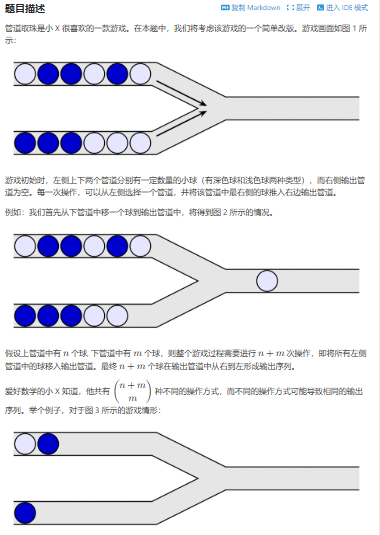 题目描述
复制 Markdown 展开 进入 IDE 模式
管道取珠是小 X 很喜欢的一款游戏。在本题中，我们将考虑该游戏的一个简单改版。游戏画面如图 1 所
示：
游戏初始时，左侧上下两个管道分别有一定数量的小球（有深色球和浅色球两种类型），而右侧输出管
道为空。每一次操作，可以从左侧选择一个管道，并将该管道中最右侧的球推入右边输出管道。
例如：我们首先从下管道中移一个球到输出管道中，将得到图 2 所示的情况。
假设上管道中有 n 个球, 下管道中有 m 个球，则整个游戏过程需要进行 n + m 次操作，即将所有左侧
管道中的球移入输出管道。最终 n + m 个球在输出管道中从右到左形成输出序列。
爱好数学的小 X 知道，他共有 (n + m
m) 种不同的操作方式，而不同的操作方式可能导致相同的输出
序列。举个例子，对于图 3 所示的游戏情形：